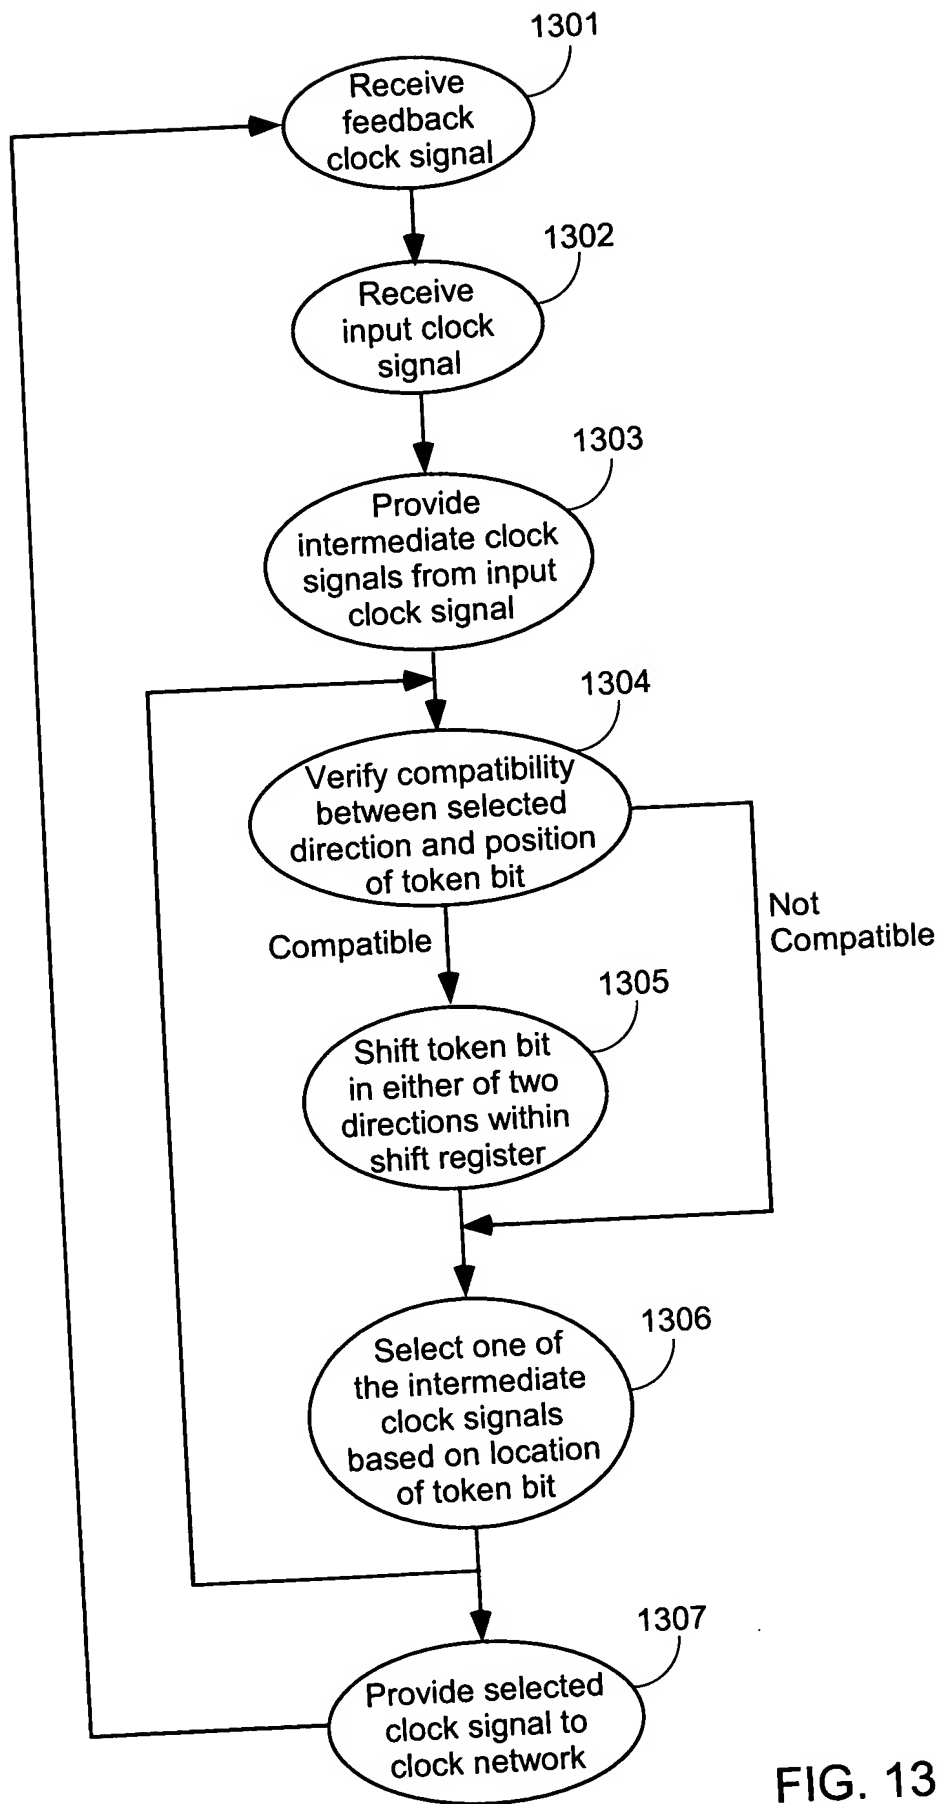 1301
Receive
feedback
clock signal
1302
Receive
input clock
signal
1303
Provide
intermediate clock
signals from input
clock signal
1304
Verify compatibility
between selected
direction and position
of token bit
Not
Compatible
Compatible
1305
Shift token bit
in either of two
directions within
shift register
1306
Select one of
the intermediate
clock signals
based on location
of token bit
1307
Provide selected
clock signal to
clock network
FIG. 13